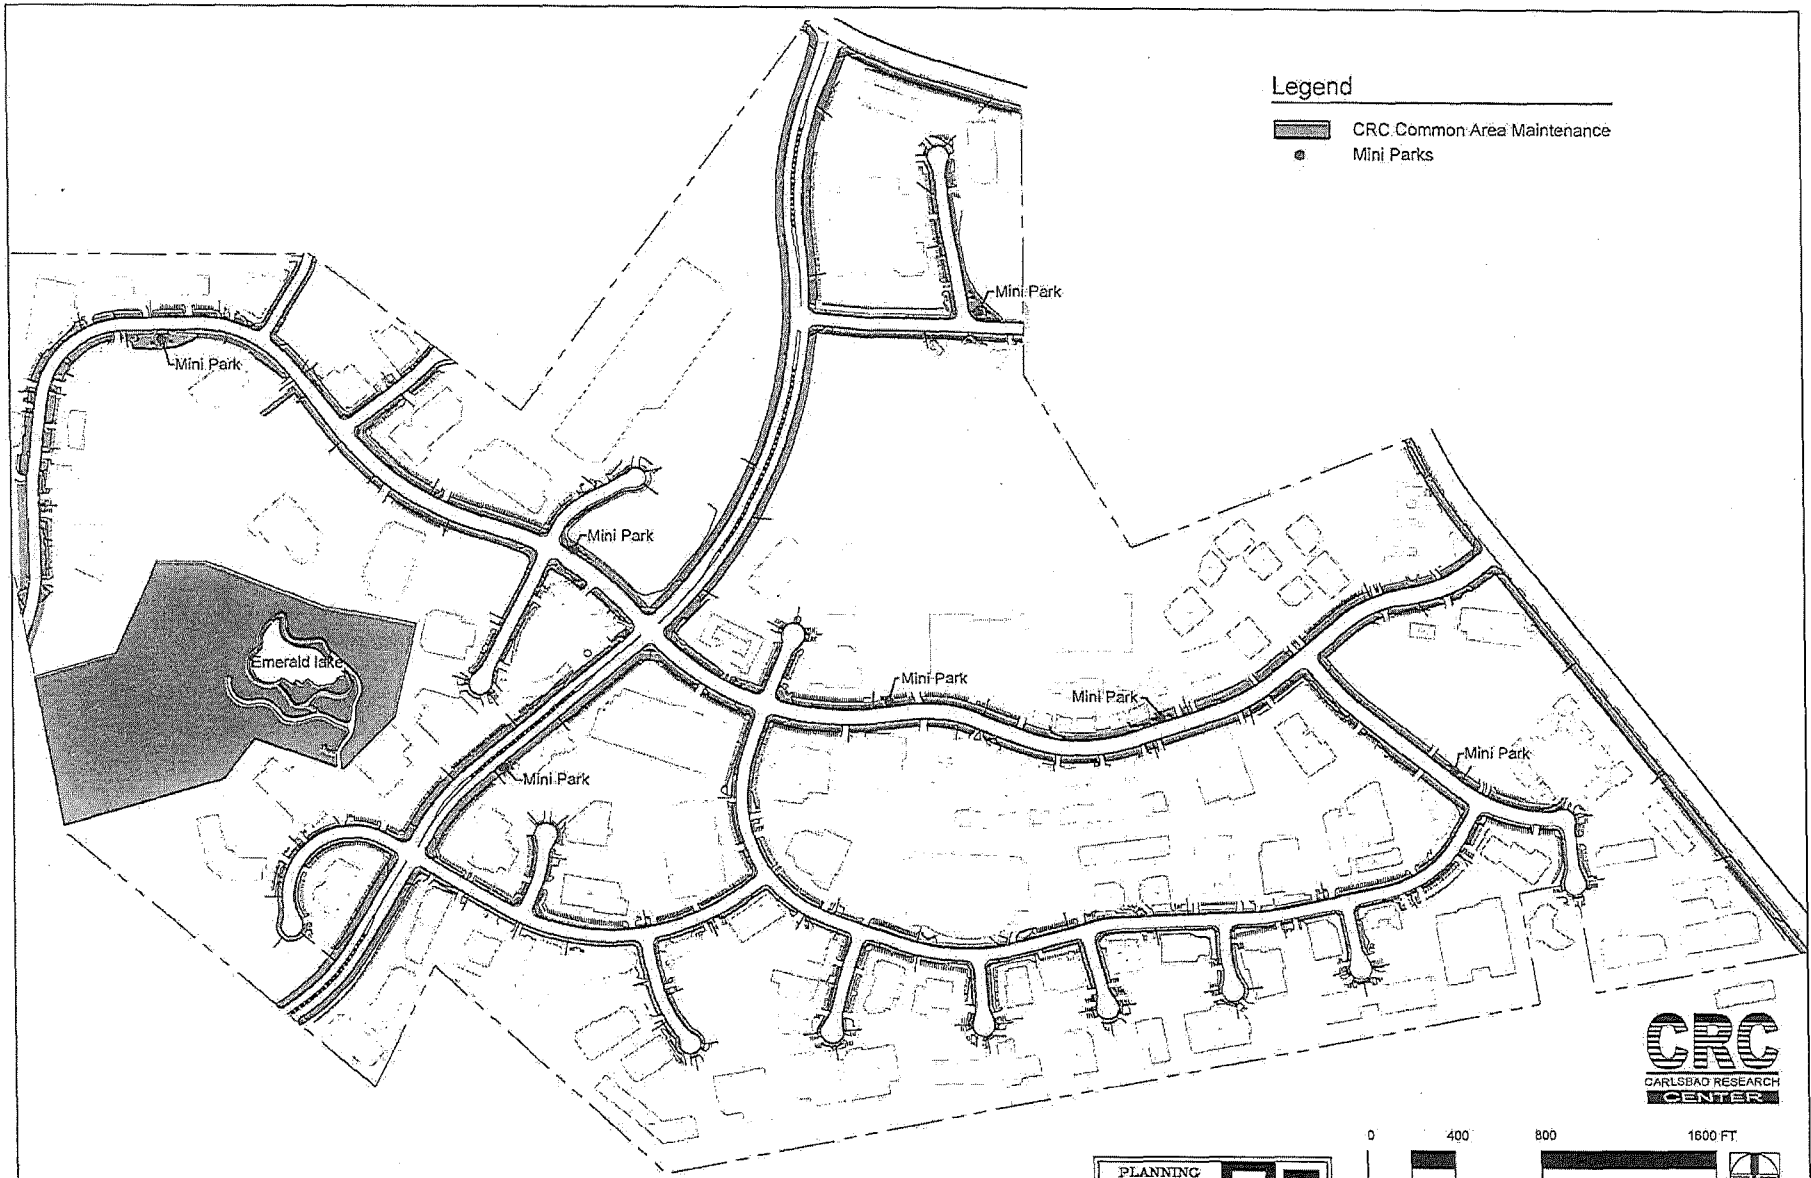 Legend
CRC Common Area Maintenance
Mini Parks
Mini Park
Mini Park
Mini Park
Emerald lake
Mini Park
Mini Park
Mini Park
Mini Park
CRC
CARLSBAD RESEARCH
CENTER
0 400 800 1600 FT.
PLANNING